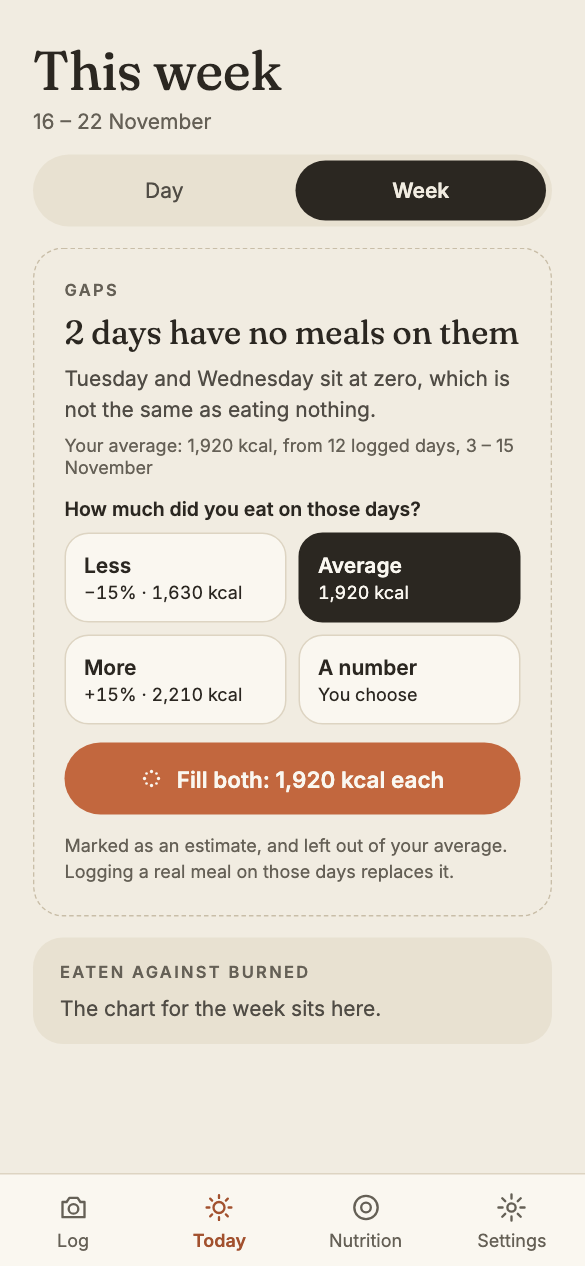 This week
16 – 22 November
Day
Week
GAPS
2 days have no meals on them
Tuesday and Wednesday sit at zero, which is
not the same as eating nothing.
Your average: 1,920 kcal, from 12 logged days, 3 – 15
November
How much did you eat on those days?
Less
−15% · 1,630 kcal
Average
1,920 kcal
More
+15% · 2,210 kcal
A number
You choose
Fill both: 1,920 kcal each
Marked as an estimate, and left out of your average.
Logging a real meal on those days replaces it.
EATEN AGAINST BURNED
The chart for the week sits here.
Log
Today
Nutrition
Settings